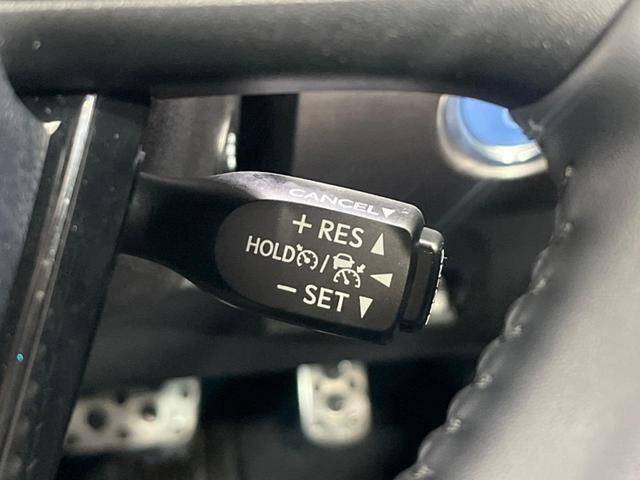 CANCEL▼
+ RES ▲
HOLD / ◀
− SET ▼